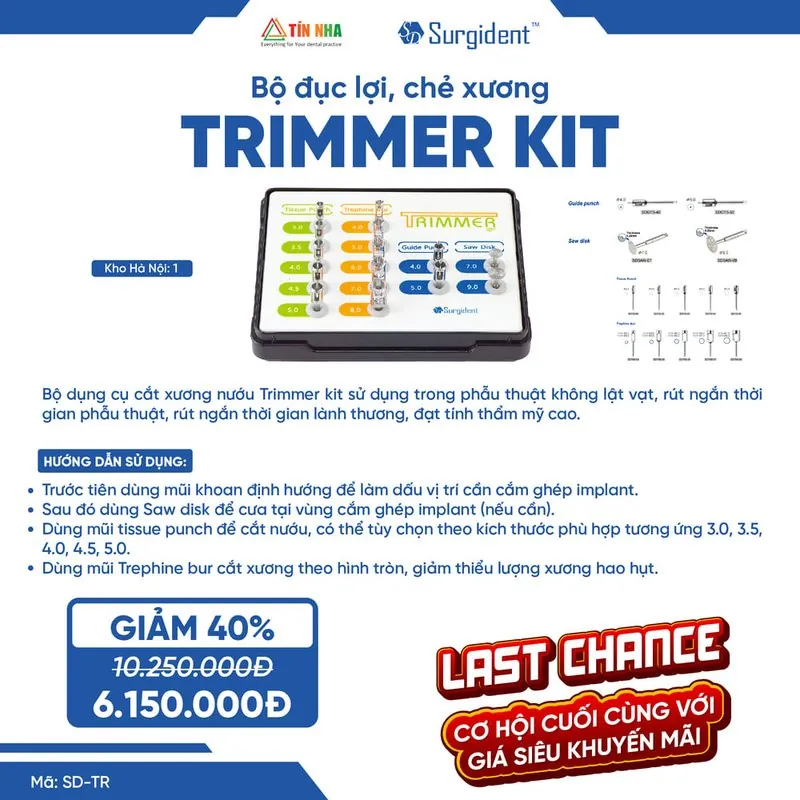 TÍN NHA
Everything for Your dental practice
Surgident™
Bộ đục lợi, chẻ xương
TRIMMER KIT
Kho Hà Nội: 1
Tissue Punch
3.0
3.5
4.0
4.5
5.0
Trephine Bur
4.0
5.0
6.0
7.0
8.0
TRIMMER
Guide Punch
4.0
5.0
Saw Disk
7.0
9.0
Surgident
Guide punch
Saw disk
Tissue Punch
Trephine Bur
Bộ dụng cụ cắt xương nướu Trimmer kit sử dụng trong phẫu thuật không lật vạt, rút ngắn thời
gian phẫu thuật, rút ngắn thời gian lành thương, đạt tính thẩm mỹ cao.
HƯỚNG DẪN SỬ DỤNG:
• Trước tiên dùng mũi khoan định hướng để làm dấu vị trí cần cắm ghép implant.
• Sau đó dùng Saw disk để cưa tại vùng cắm ghép implant (nếu cần).
• Dùng mũi tissue punch để cắt nướu, có thể tùy chọn theo kích thước phù hợp tương ứng 3.0, 3.5,
4.0, 4.5, 5.0.
• Dùng mũi Trephine bur cắt xương theo hình tròn, giảm thiểu lượng xương hao hụt.
GIẢM 40%
10.250.000Đ
6.150.000Đ
LAST CHANCE
CƠ HỘI CUỐI CÙNG VỚI
GIÁ SIÊU KHUYẾN MÃI
Mã: SD-TR